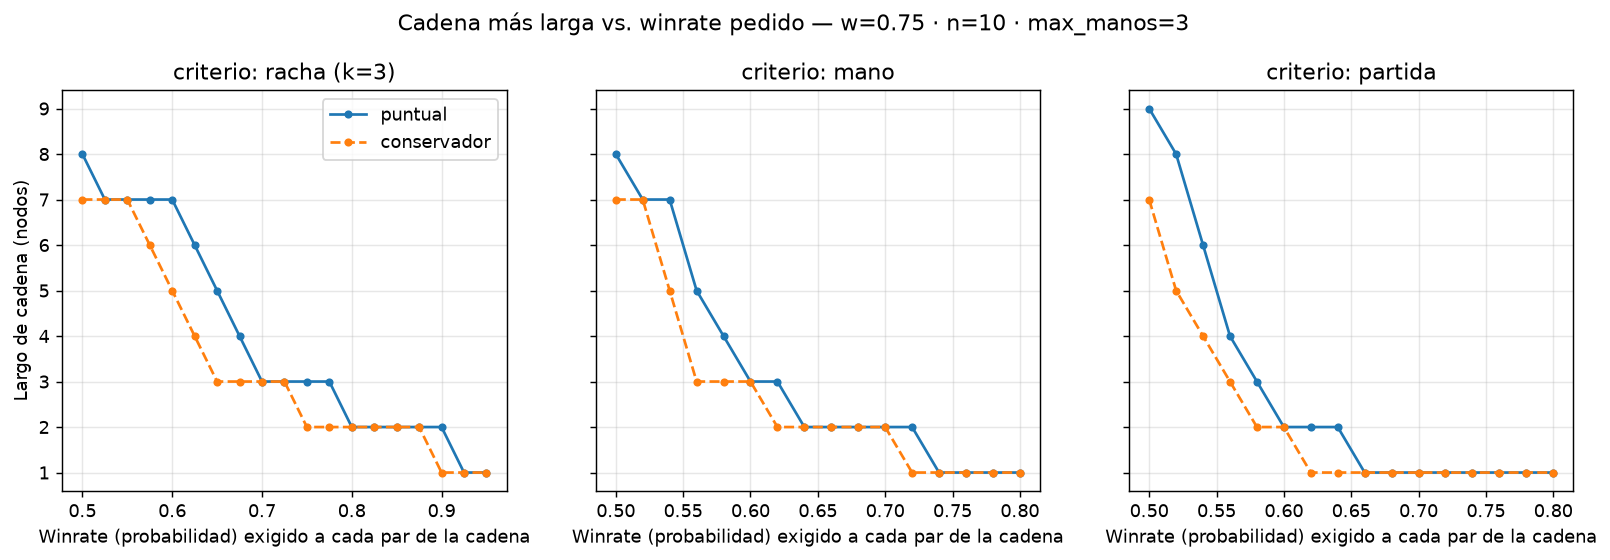 Cadena más larga vs. winrate pedido — w=0.75 · n=10 · max_manos=3
criterio: racha (k=3)
puntual
conservador
Largo de cadena (nodos)
9
8
7
6
5
4
3
2
1
0.5 0.6 0.7 0.8 0.9
Winrate (probabilidad) exigido a cada par de la cadena
criterio: mano
0.50 0.55 0.60 0.65 0.70 0.75 0.80
Winrate (probabilidad) exigido a cada par de la cadena
criterio: partida
0.50 0.55 0.60 0.65 0.70 0.75 0.80
Winrate (probabilidad) exigido a cada par de la cadena